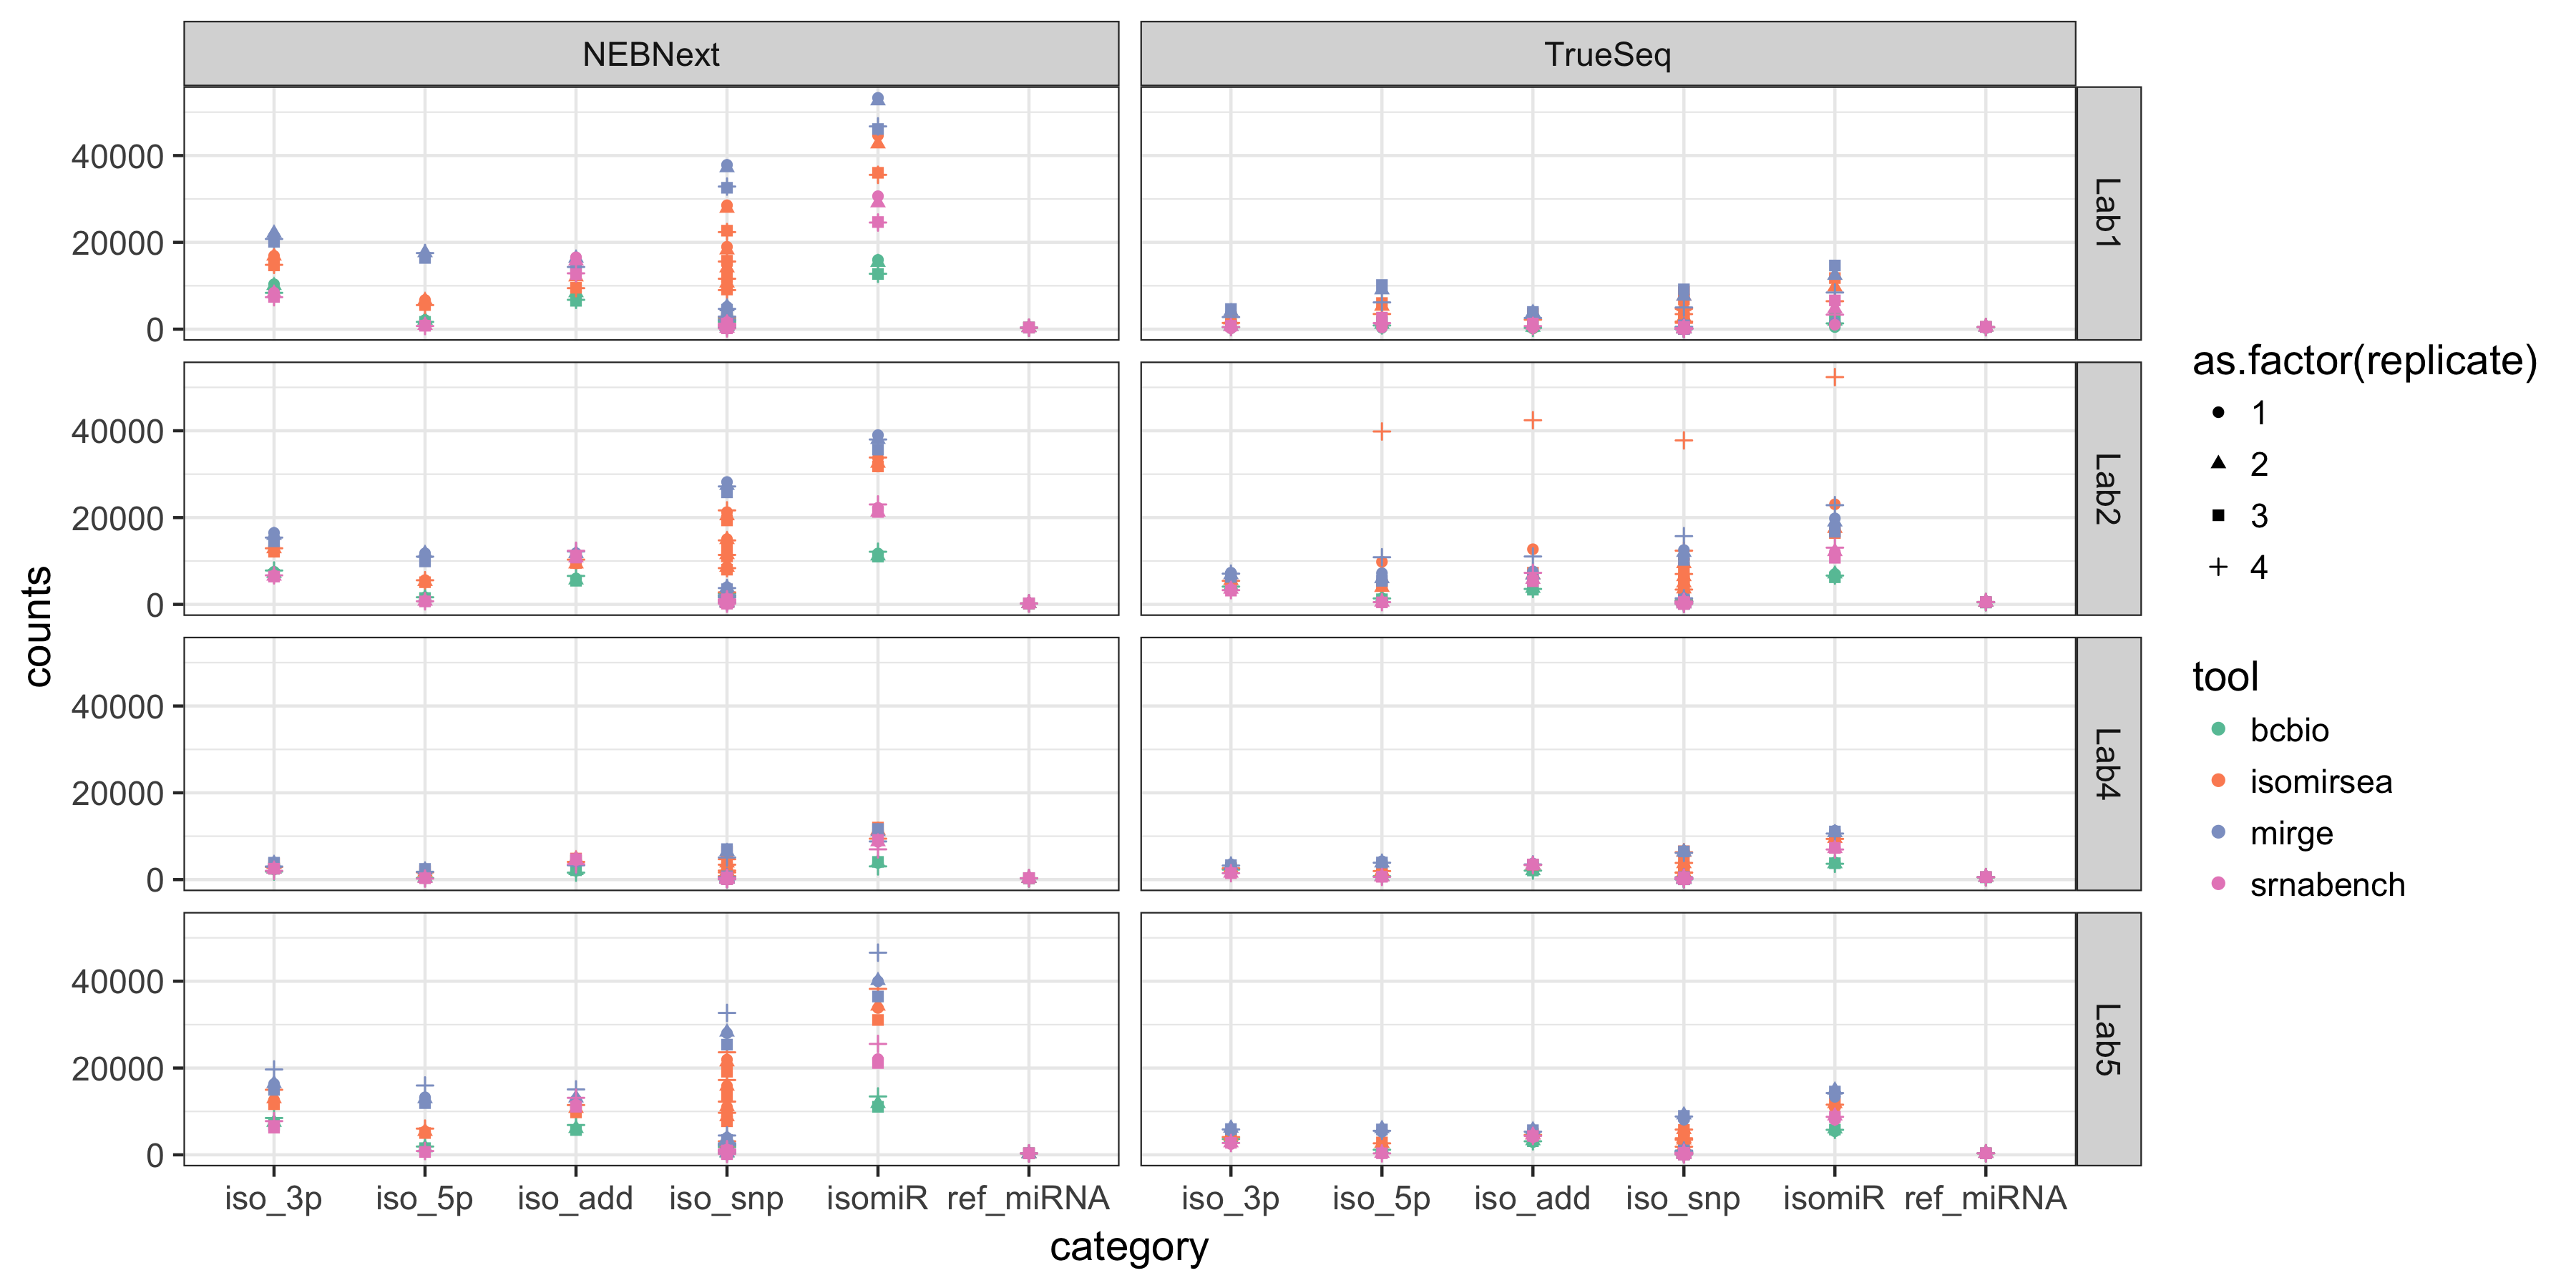 NEBNext
TrueSeq
40000
20000
0
Lab1
40000
20000
0
Lab2
40000
20000
0
Lab4
40000
20000
0
Lab5
iso_3p
iso_5p
iso_add
iso_snp
isomiR
ref_miRNA
iso_3p
iso_5p
iso_add
iso_snp
isomiR
ref_miRNA
category
counts
as.factor(replicate)
1
2
3
4
tool
bcbio
isomirsea
mirge
srnabench